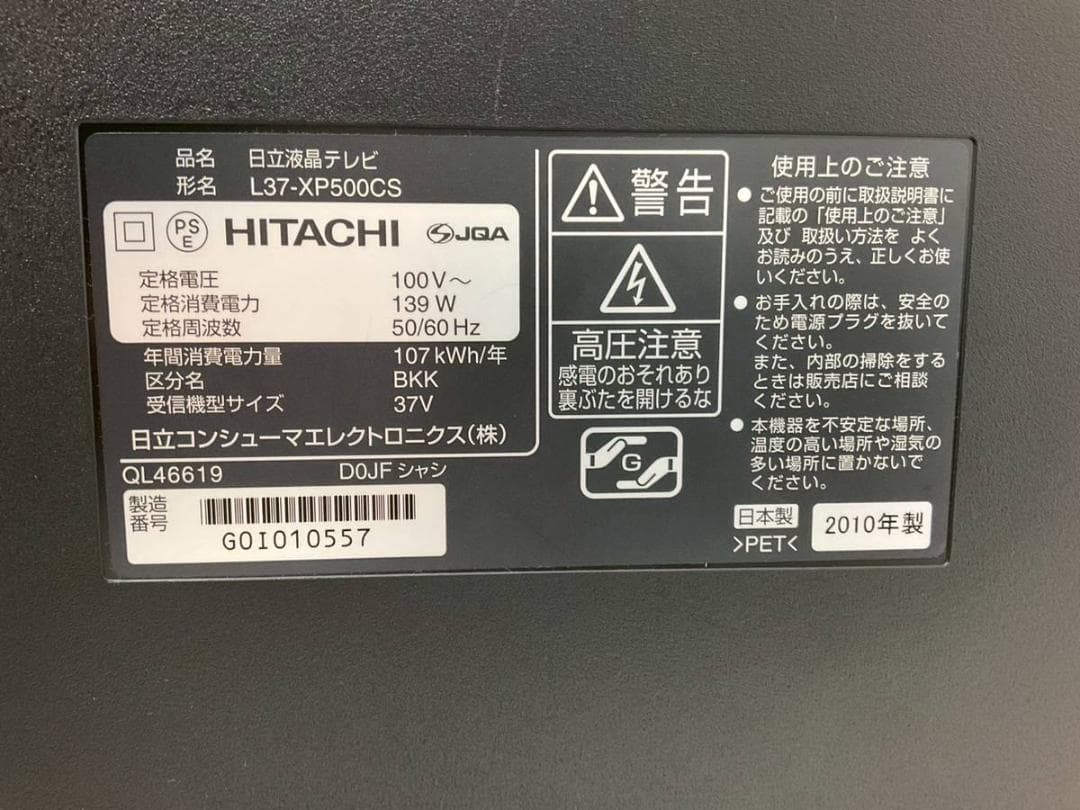 品名 日立液晶テレビ
形名 L37-XP500CS
PS
E
HITACHI JQA
定格電圧 100V～
定格消費電力 139W
定格周波数 50/60Hz
年間消費電力量 107kWh/年
区分名 BKK
受信機型サイズ 37V
日立コンシューマエレクトロニクス(株)
QL46619 D0JFシャシ
製造
番号
G0I010557
警告
高圧注意
感電のおそれあり
裏ぶたを開けるな
G
使用上のご注意
● ご使用の前に取扱説明書に
記載の「使用上のご注意」
及び 取扱い方法を よく
お読みのうえ、正しくお使
いください。
● お手入れの際は、安全の
ため電源プラグを抜いて
ください。
また、内部の掃除をする
ときは販売店にご相談
ください。
● 本機器を不安定な場所、
温度の高い場所や湿気の
多い場所に置かないで
ください。
日本製
>PET<
2010年製